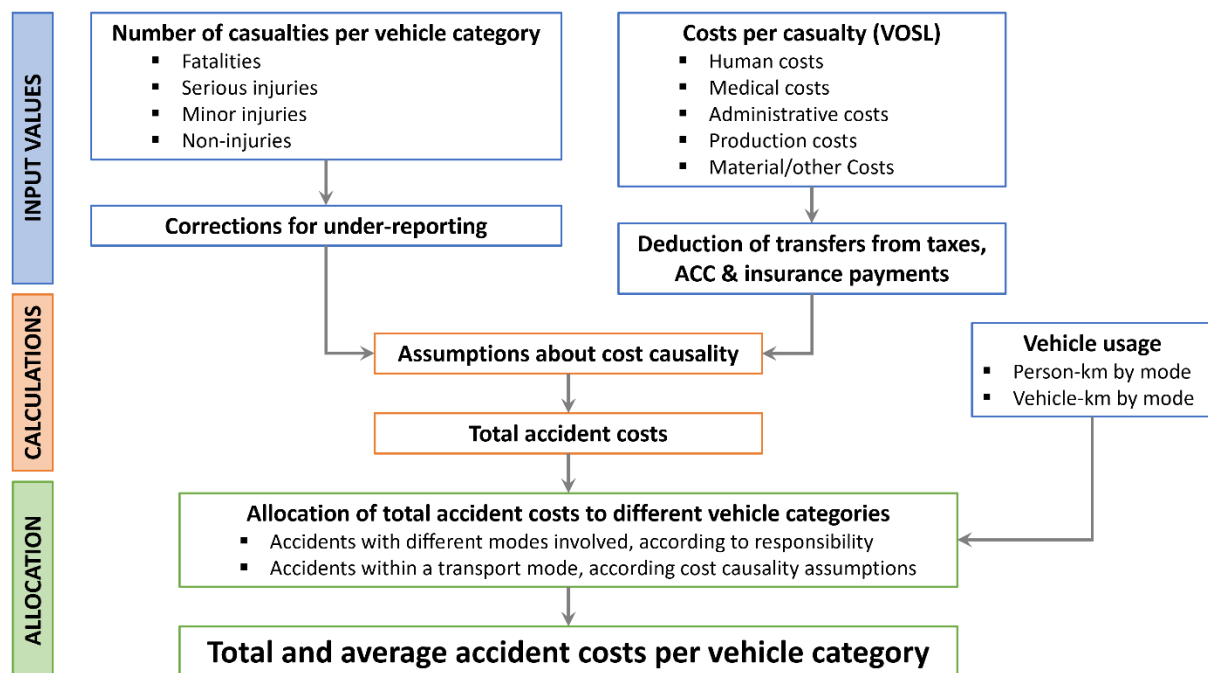 INPUT VALUES
Number of casualties per vehicle category
▪ Fatalities
▪ Serious injuries
▪ Minor injuries
▪ Non-injuries
Costs per casualty (VOSL)
▪ Human costs
▪ Medical costs
▪ Administrative costs
▪ Production costs
▪ Material/other Costs
Corrections for under-reporting
Deduction of transfers from taxes,
ACC & insurance payments
CALCULATIONS
Assumptions about cost causality
Vehicle usage
▪ Person-km by mode
▪ Vehicle-km by mode
Total accident costs
ALLOCATION
Allocation of total accident costs to different vehicle categories
▪ Accidents with different modes involved, according to responsibility
▪ Accidents within a transport mode, according cost causality assumptions
Total and average accident costs per vehicle category